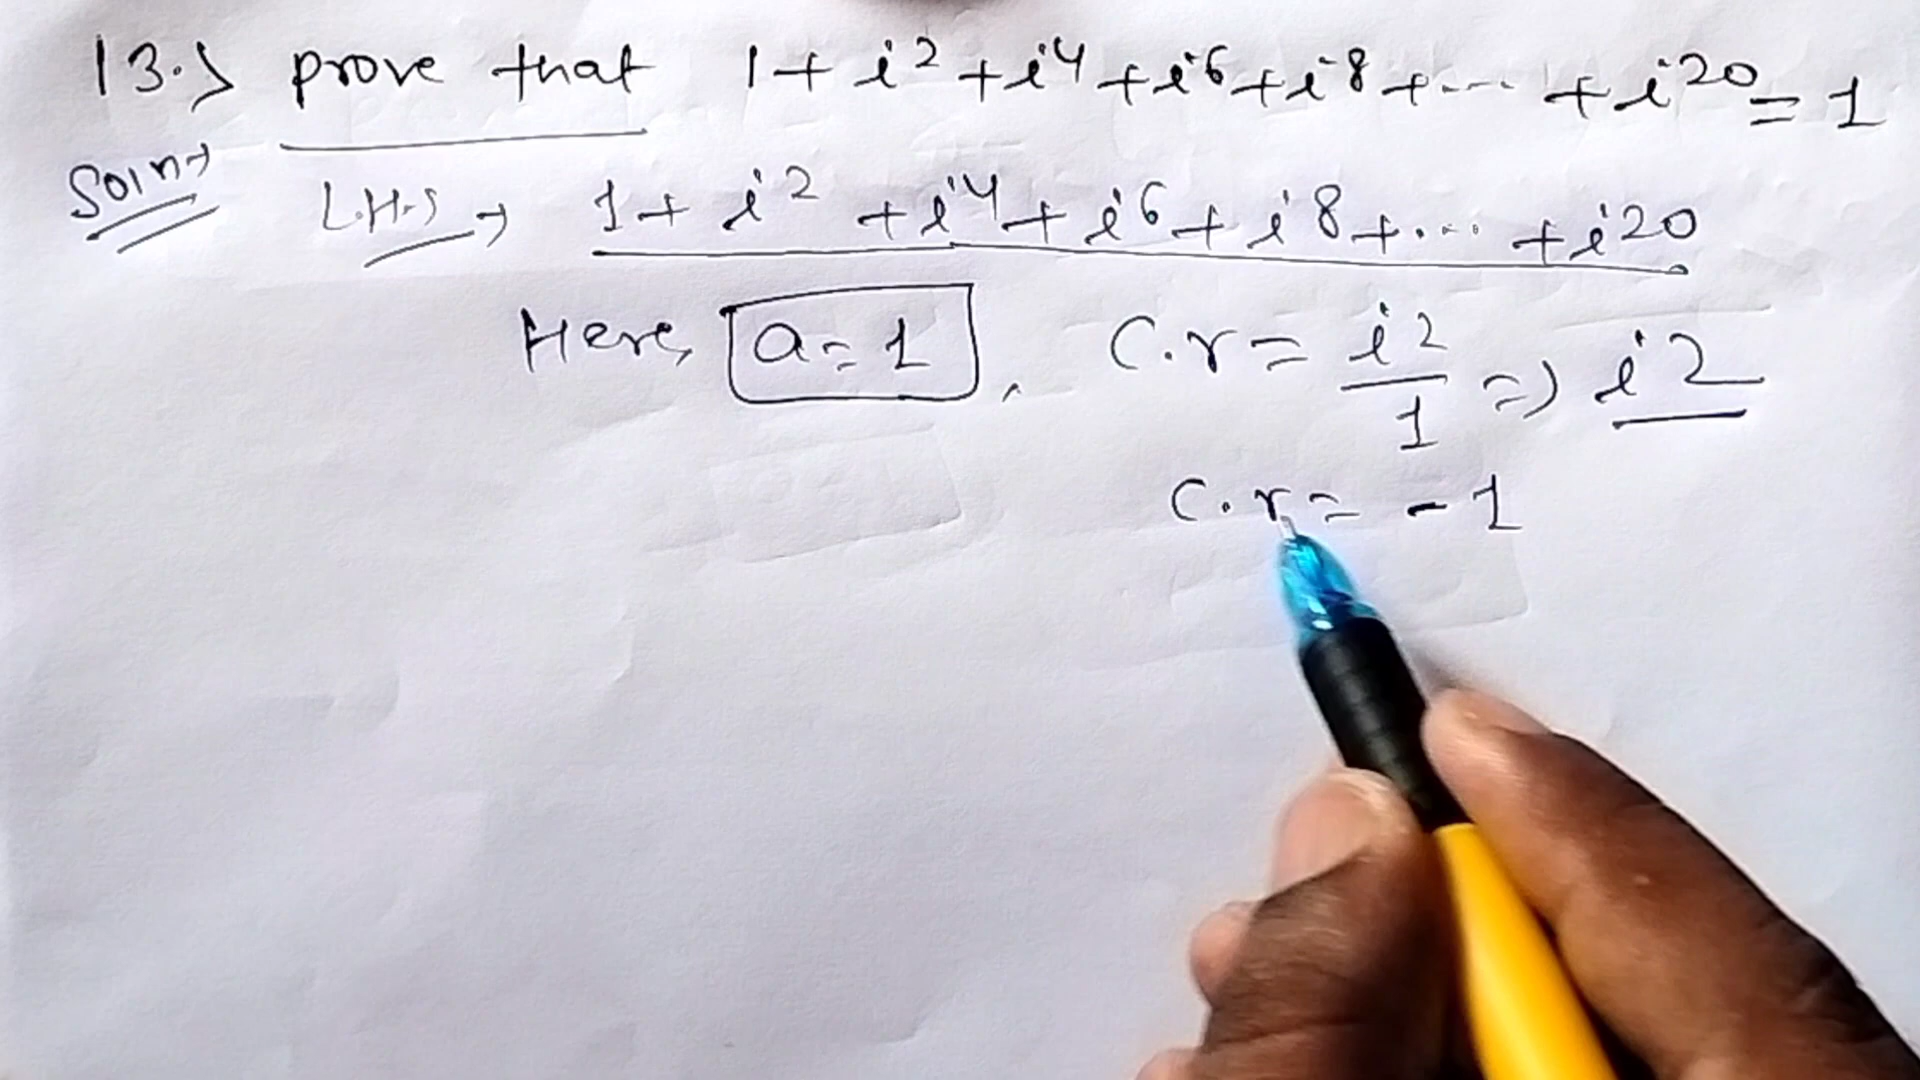 13.) prove that 1 + i² + i⁴ + i⁶ + i⁸ + ... + i²⁰ = 1
Soln→ L.H.S → 1 + i² + i⁴ + i⁶ + i⁸ + ... + i²⁰
Here, a = 1, C.r = i²/1 => i²
C.r = -1